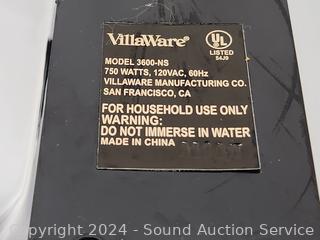 VillaWare®
UL
LISTED
54J9
MODEL 3600-NS
750 WATTS, 120VAC, 60Hz
VILLAWARE MANUFACTURING CO.
SAN FRANCISCO, CA
FOR HOUSEHOLD USE ONLY
WARNING:
DO NOT IMMERSE IN WATER
MADE IN CHINA
Copyright 2024 - Sound Auction Service